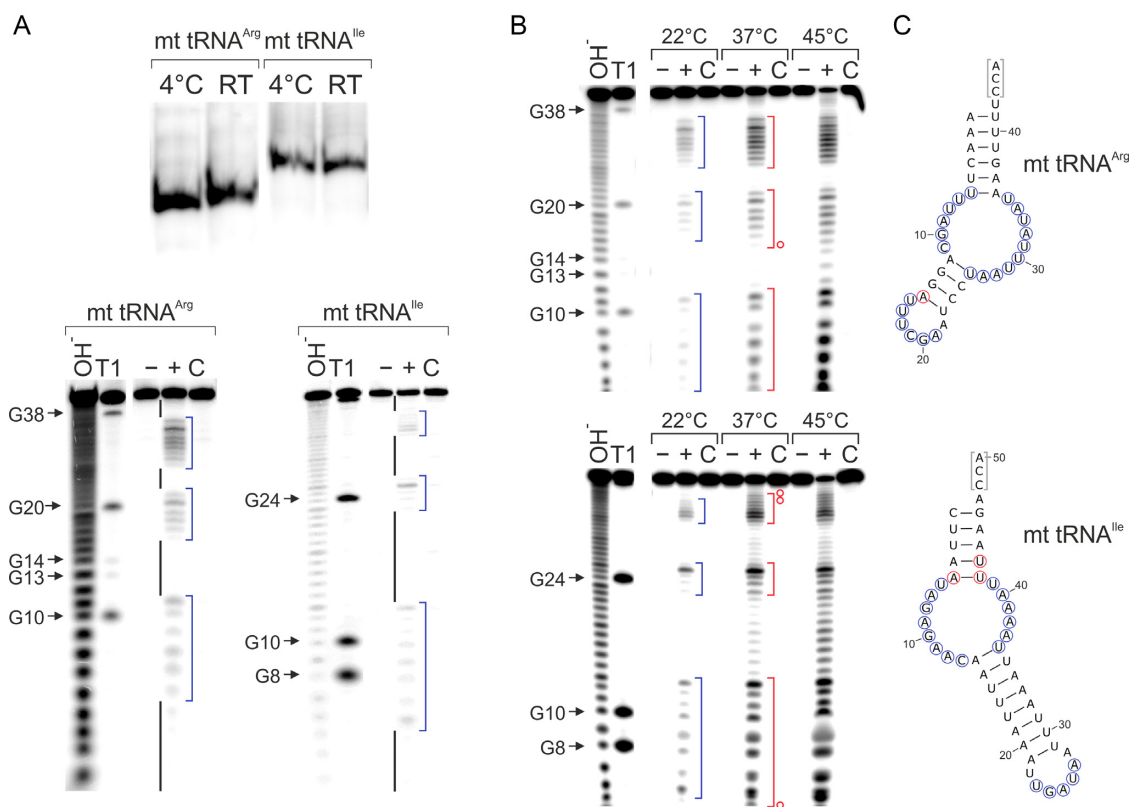 A
mt tRNA^Arg mt tRNA^Ile
4°C RT 4°C RT
mt tRNA^Arg
OH⁻ T1 – + C
G38
G20
G14
G13
G10
mt tRNA^Ile
OH⁻ T1 – + C
G24
G10
G8
B
22°C 37°C 45°C
OH⁻ T1 – + C – + C – + C
G38
G20
G14
G13
G10
22°C 37°C 45°C
OH⁻ T1 – + C – + C – + C
G24
G10
G8
C
mt tRNA^Arg
40
10
30
20
mt tRNA^Ile
50
40
10
30
20